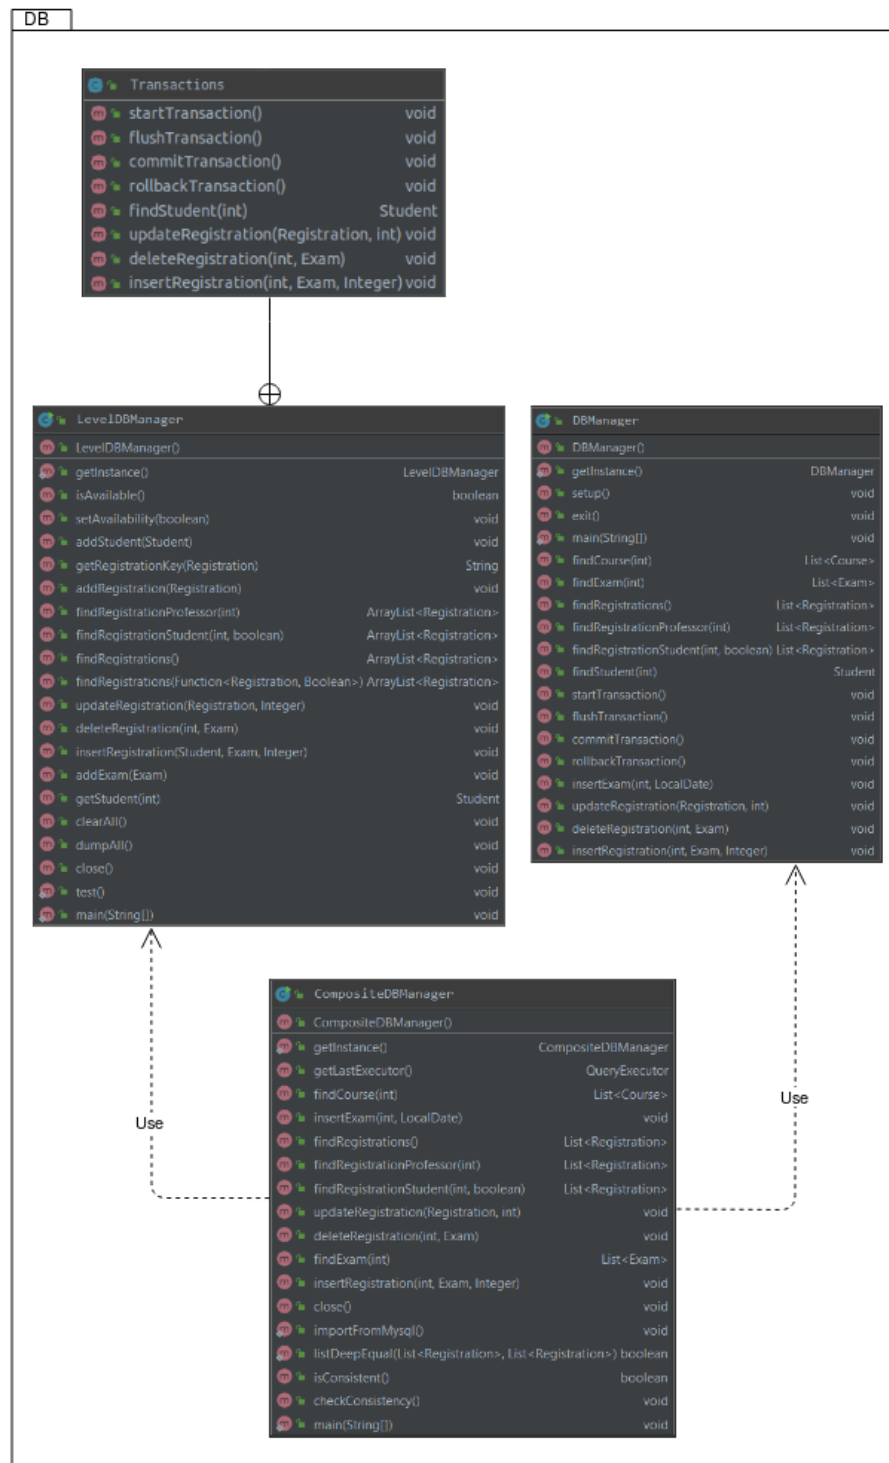 DB
Transactions
startTransaction() void
flushTransaction() void
commitTransaction() void
rollbackTransaction() void
findStudent(int) Student
updateRegistration(Registration, int) void
deleteRegistration(int, Exam) void
insertRegistration(int, Exam, Integer) void
LevelDBManager
LevelDBManager()
getInstance() LevelDBManager
isAvailable() boolean
setAvailability(boolean) void
addStudent(Student) void
getRegistrationKey(Registration) String
addRegistration(Registration) void
findRegistrationProfessor(int) ArrayList<Registration>
findRegistrationStudent(int, boolean) ArrayList<Registration>
findRegistrations() ArrayList<Registration>
findRegistrations(Function<Registration, Boolean>) ArrayList<Registration>
updateRegistration(Registration, Integer) void
deleteRegistration(int, Exam) void
insertRegistration(Student, Exam, Integer) void
addExam(Exam) void
getStudent(int) Student
clearAll() void
dumpAll() void
close() void
test() void
main(String[]) void
DBManager
DBManager()
getInstance() DBManager
setup() void
exit() void
main(String[]) void
findCourse(int) List<Course>
findExam(int) List<Exam>
findRegistrations() List<Registration>
findRegistrationProfessor(int) List<Registration>
findRegistrationStudent(int, boolean) List<Registration>
findStudent(int) Student
startTransaction() void
flushTransaction() void
commitTransaction() void
rollbackTransaction() void
insertExam(int, LocalDate) void
updateRegistration(Registration, int) void
deleteRegistration(int, Exam) void
insertRegistration(int, Exam, Integer) void
Use
Use
CompositeDBManager
CompositeDBManager()
getInstance() CompositeDBManager
getLastExecutor() QueryExecutor
findCourse(int) List<Course>
insertExam(int, LocalDate) void
findRegistrations() List<Registration>
findRegistrationProfessor(int) List<Registration>
findRegistrationStudent(int, boolean) List<Registration>
updateRegistration(Registration, int) void
deleteRegistration(int, Exam) void
findExam(int) List<Exam>
insertRegistration(int, Exam, Integer) void
close() void
importFromMysql() void
listDeepEqual(List<Registration>, List<Registration>) boolean
isConsistent() boolean
checkConsistency() void
main(String[]) void